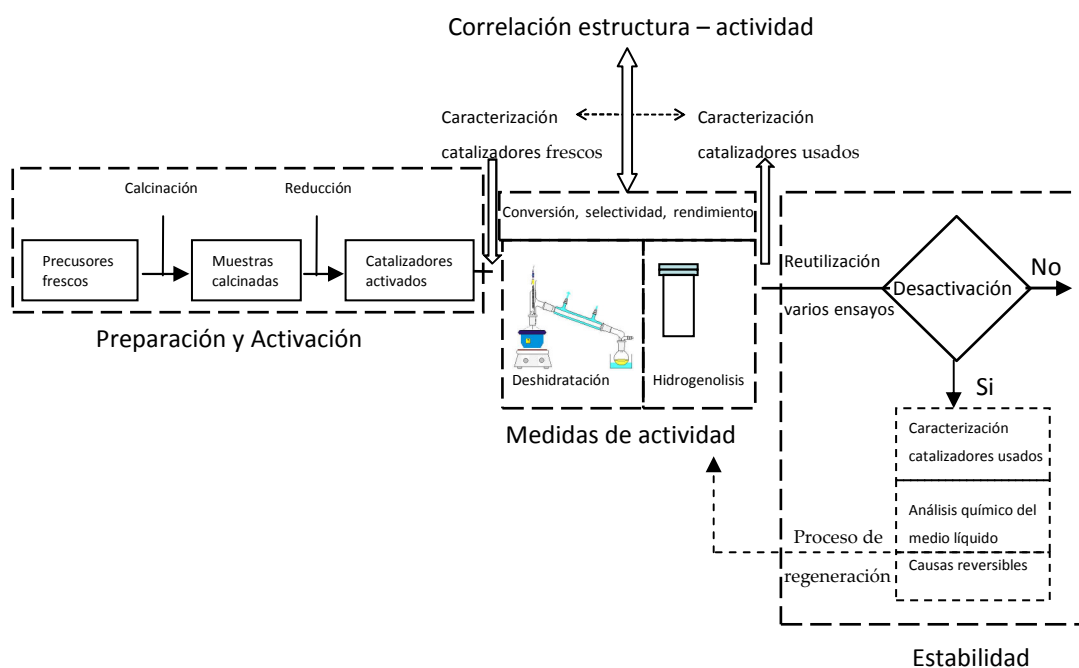 Correlación estructura – actividad
Caracterización
catalizadores frescos
Caracterización
catalizadores usados
Calcinación
Reducción
Precusores
frescos
Muestras
calcinadas
Catalizadores
activados
Preparación y Activación
Conversión, selectividad, rendimiento
Deshidratación
Hidrogenolisis
Medidas de actividad
Reutilización
varios ensayos
Desactivación
No
Si
Caracterización
catalizadores usados
Análisis químico del
medio líquido
Causas reversibles
Proceso de
regeneración
Estabilidad